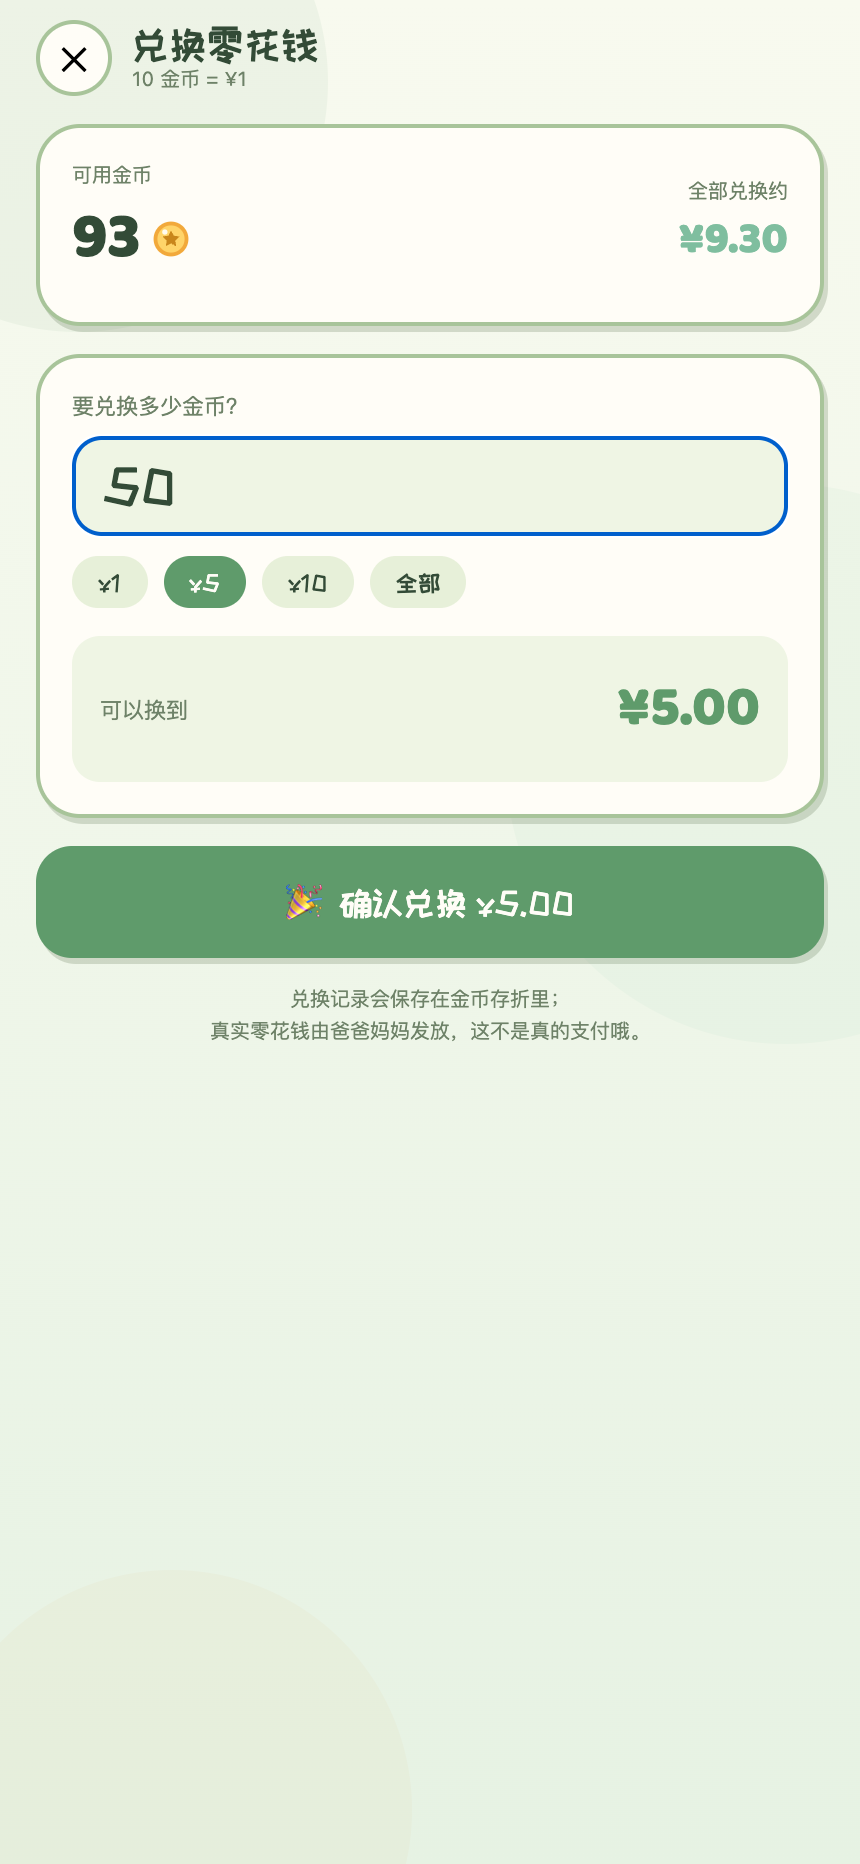 兑换零花钱
10 金币 = ¥1
可用金币
93
全部兑换约
¥9.30
要兑换多少金币?
50
¥1
¥5
¥10
全部
可以换到
¥5.00
🎉 确认兑换 ¥5.00
兑换记录会保存在金币存折里；
真实零花钱由爸爸妈妈发放，这不是真的支付哦。